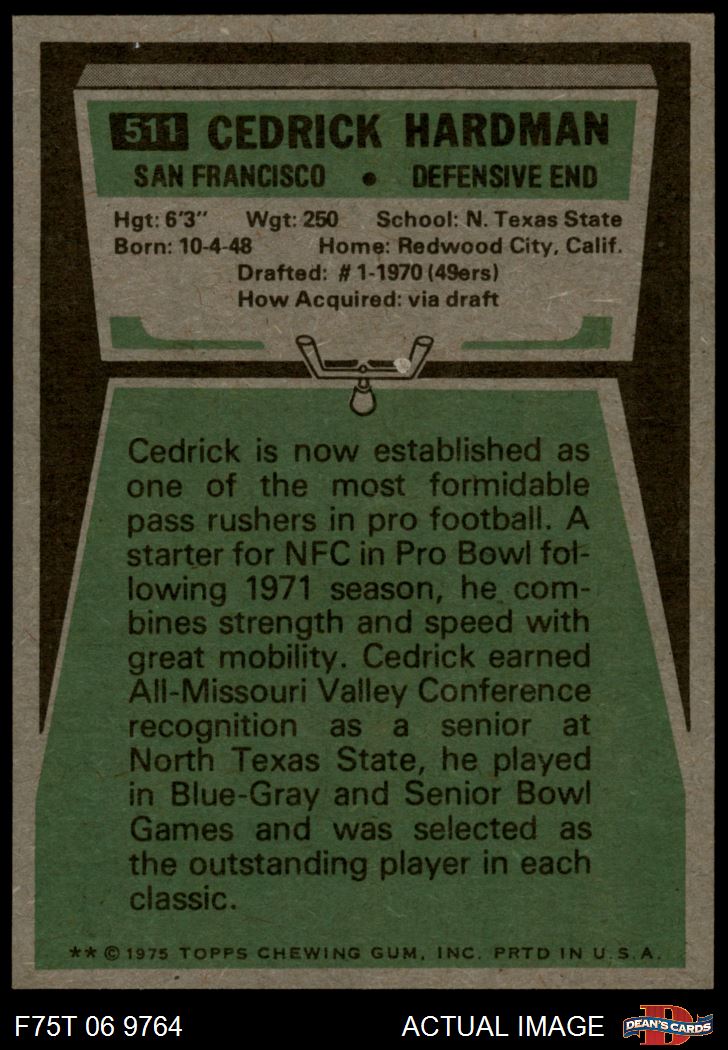 511 CEDRICK HARDMAN
SAN FRANCISCO • DEFENSIVE END
Hgt: 6'3" Wgt: 250 School: N. Texas State
Born: 10-4-48 Home: Redwood City, Calif.
Drafted: #1-1970 (49ers)
How Acquired: via draft
Cedrick is now established as
one of the most formidable
pass rushers in pro football. A
starter for NFC in Pro Bowl fol-
lowing 1971 season, he com-
bines strength and speed with
great mobility. Cedrick earned
All-Missouri Valley Conference
recognition as a senior at
North Texas State, he played
in Blue-Gray and Senior Bowl
Games and was selected as
the outstanding player in each
classic.
** © 1975 TOPPS CHEWING GUM, INC. PRTD IN U.S.A.
F75T 06 9764 ACTUAL IMAGE D DEAN'S CARDS